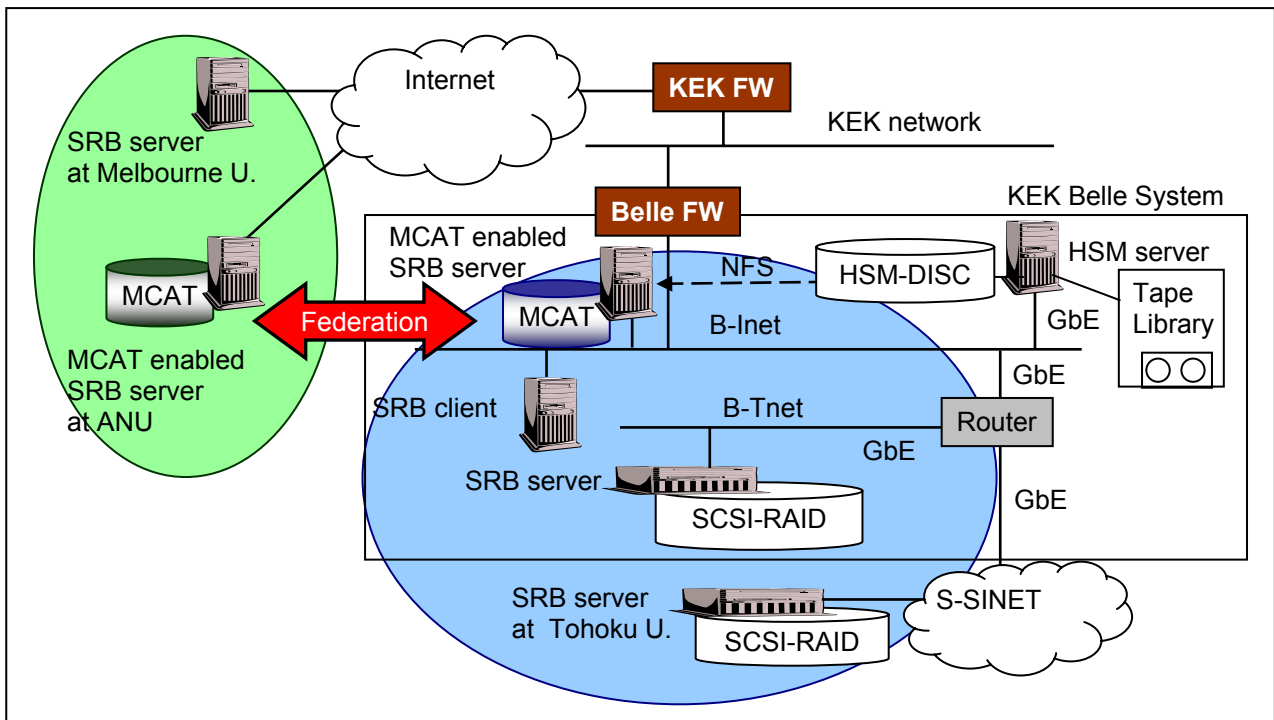 Internet
KEK FW
KEK network
SRB server
at Melbourne U.
Belle FW
KEK Belle System
MCAT enabled
SRB server
HSM server
NFS
HSM-DISC
Tape
Library
MCAT
Federation
MCAT
B-Inet
GbE
MCAT enabled
SRB server
at ANU
GbE
SRB client
B-Tnet
Router
GbE
SRB server
SCSI-RAID
GbE
SRB server
at Tohoku U.
SCSI-RAID
S-SINET